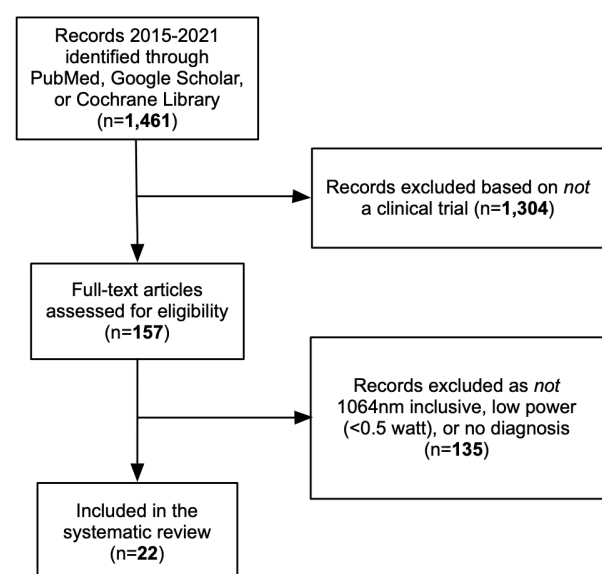 Records 2015-2021
identified through
PubMed, Google Scholar,
or Cochrane Library
(n=1,461)
Records excluded based on not
a clinical trial (n=1,304)
Full-text articles
assessed for eligibility
(n=157)
Records excluded as not
1064nm inclusive, low power
(<0.5 watt), or no diagnosis
(n=135)
Included in the
systematic review
(n=22)